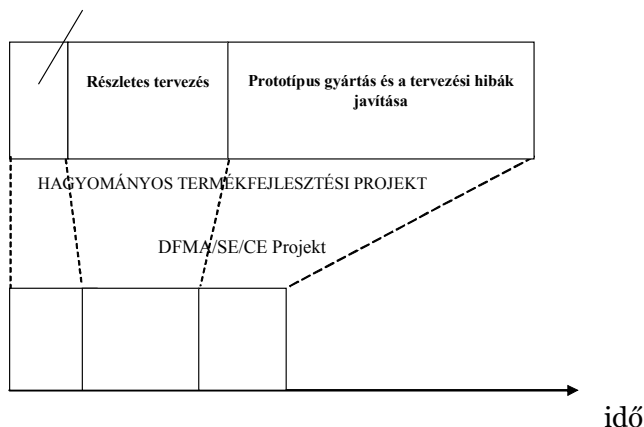 Részletes tervezés
Prototípus gyártás és a tervezési hibák
javítása
HAGYOMÁNYOS TERMÉKFEJLESZTÉSI PROJEKT
DFMA/SE/CE Projekt
idő